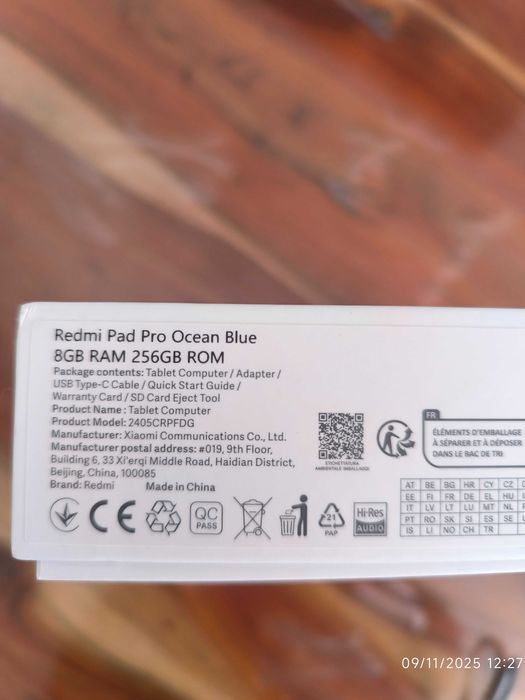 Redmi Pad Pro Ocean Blue
8GB RAM 256GB ROM
Package contents: Tablet Computer / Adapter /
USB Type-C Cable / Quick Start Guide /
Warranty Card / SD Card Eject Tool
Product Name: Tablet Computer
Product Model: 2405CRPFDG
Manufacturer: Xiaomi Communications Co., Ltd.
Manufacturer postal address: #019, 9th Floor,
Building 6, 33 Xi'erqi Middle Road, Haidian District,
Beijing, China, 100085
Brand: Redmi Made in China
CE
QC
PASS
21
PAP
Hi-Res
AUDIO
ETICHETTATURA
AMBIENTALE IMBALLAGGI
FR
ÉLÉMENTS D'EMBALLAGE
À SÉPARER ET À DÉPOSER
DANS LE BAC DE TRI
AT BE BG HR CY CZ
EE FI FR DE EL HU
IT LV LT LU MT NL
PT RO SK SI ES SE
IS LI NO CH TR
09/11/2025 12:27